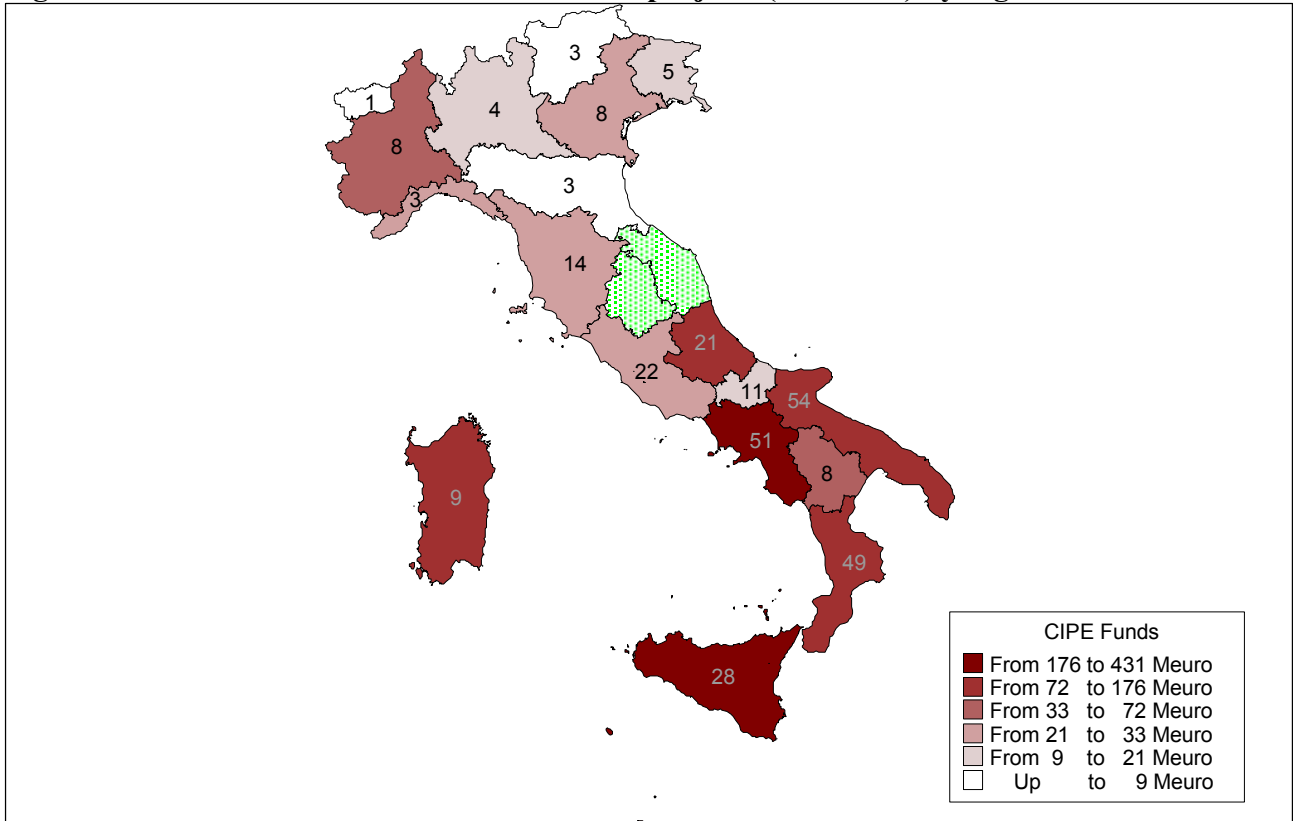 3
5
1
4
8
8
3
3
14
21
22
11
54
51
8
9
49
28
CIPE Funds
From 176 to 431 Meuro
From 72 to 176 Meuro
From 33 to 72 Meuro
From 21 to 33 Meuro
From 9 to 21 Meuro
Up to 9 Meuro